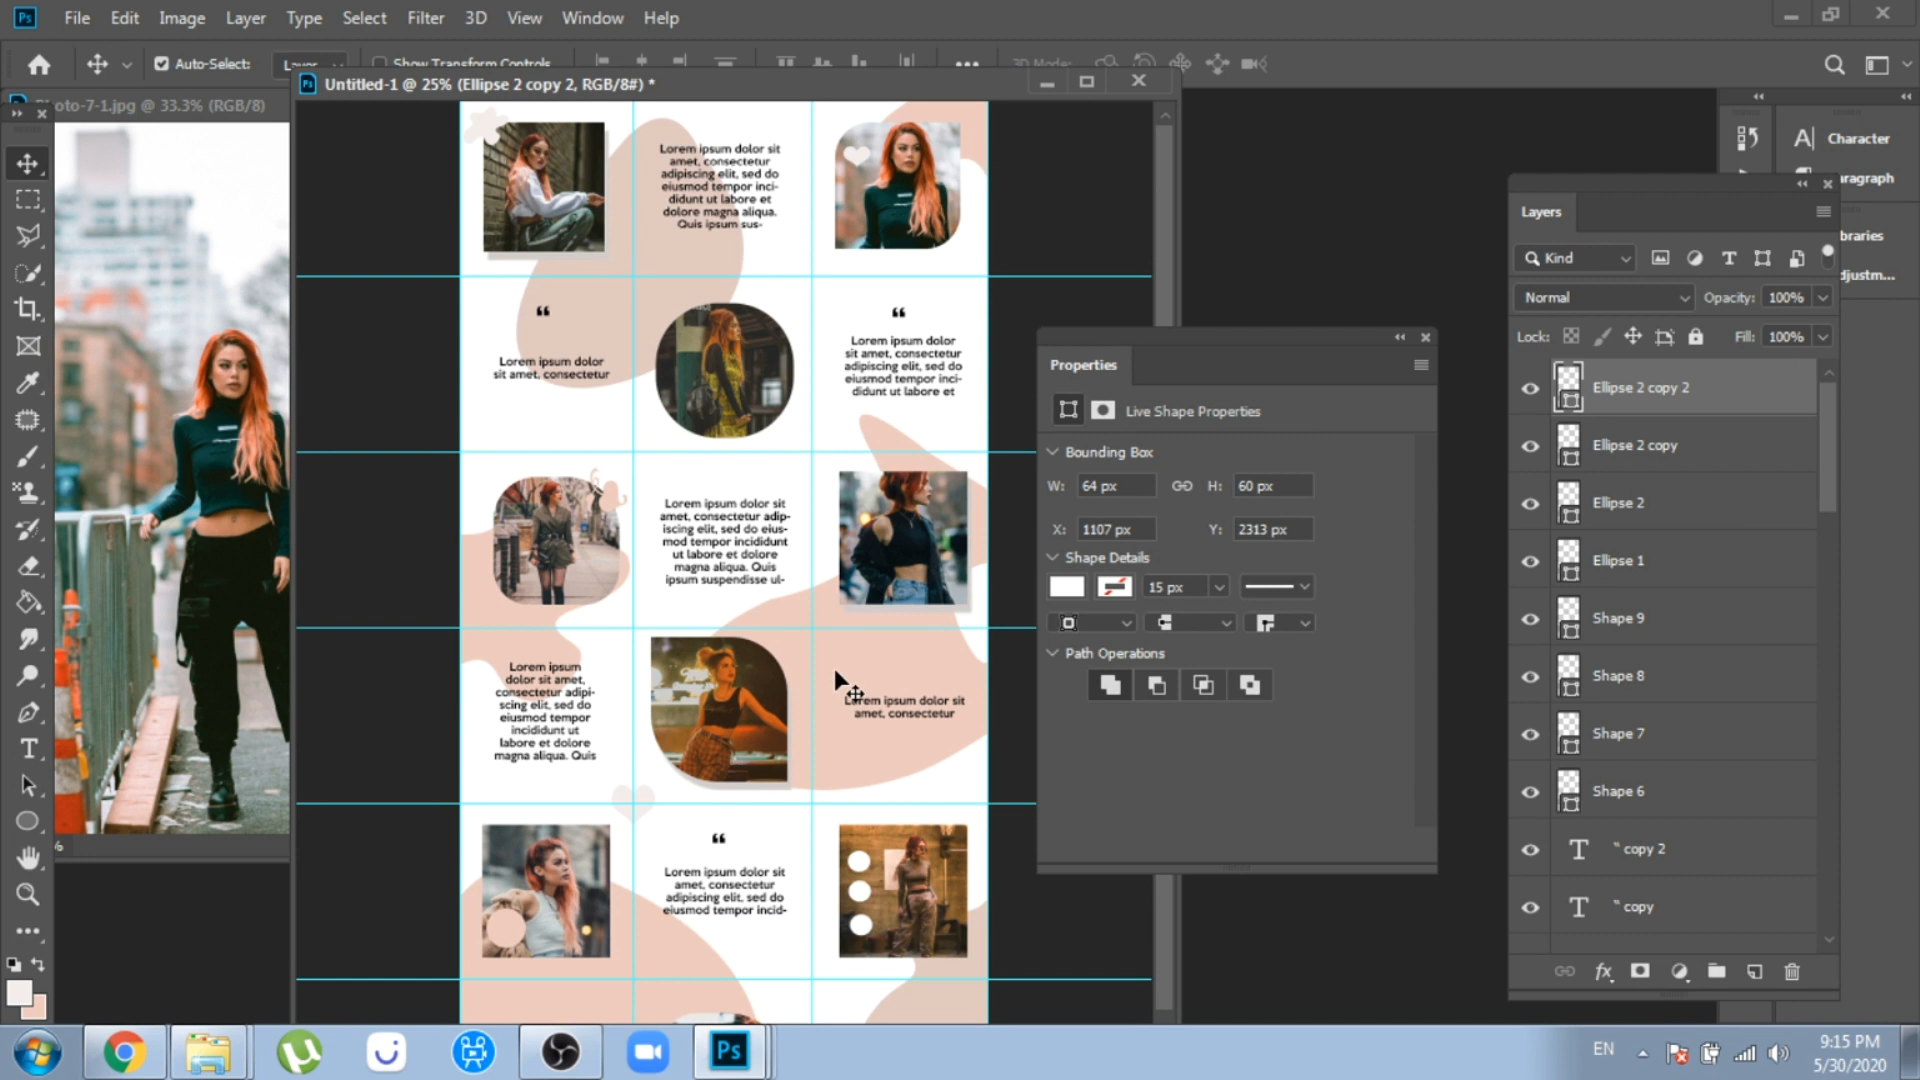 Ps
File Edit Image Layer Type Select Filter 3D View Window Help
Auto-Select: Show Transform Controls 3D Mode:
oto-7-1.jpg @ 33.3% (RGB/8)
Untitled-1 @ 25% (Ellipse 2 copy 2, RGB/8#) *
Lorem ipsum dolor sit
amet, consectetur
adipiscing elit, sed do
eiusmod tempor inci-
didunt ut labore et
dolore magna aliqua.
Quis ipsum sus-
“
Lorem ipsum dolor
sit amet, consectetur
“
Lorem ipsum dolor
sit amet, consectetur
adipiscing elit, sed do
eiusmod tempor inci-
didunt ut labore et
Lorem ipsum dolor sit
amet, consectetur adip-
iscing elit, sed do eius-
mod tempor incididunt
ut labore et dolore
magna aliqua. Quis
ipsum suspendisse ul-
Lorem ipsum
dolor sit amet,
consectetur adipi-
scing elit, sed do
eiusmod tempor
incididunt ut
labore et dolore
magna aliqua. Quis
Lorem ipsum dolor sit
amet, consectetur
“
Lorem ipsum dolor sit
amet, consectetur
adipiscing elit, sed do
eiusmod tempor incid-
Properties
Live Shape Properties
Bounding Box
W: 64 px H: 60 px
X: 1107 px Y: 2313 px
Shape Details
15 px
Path Operations
Character
aragraph
braries
djustm...
Layers
Kind
Normal Opacity: 100%
Lock: Fill: 100%
Ellipse 2 copy 2
Ellipse 2 copy
Ellipse 2
Ellipse 1
Shape 9
Shape 8
Shape 7
Shape 6
“ copy 2
“ copy
fx
Ps
EN
9:15 PM
5/30/2020